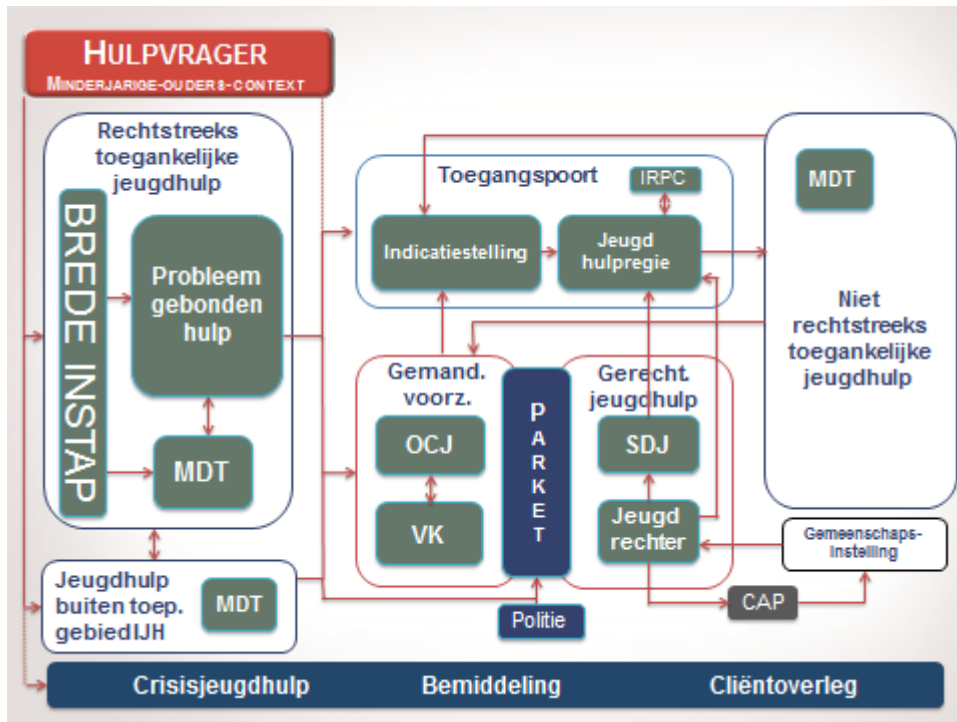 HULPVRAGER
MINDERJARIGE-OUDERS-CONTEXT
Rechtstreeks
toegankelijke
jeugdhulp
BREDE INSTAP
Probleem
gebonden
hulp
MDT
Jeugdhulp
buiten toep.
gebied IJH
MDT
Toegangspoort
IRPC
Indicatiestelling
Jeugd
hulpregie
Gemand.
voorz.
OCJ
VK
PARKET
Gerecht.
jeugdhulp
SDJ
Jeugd
rechter
Politie
MDT
Niet
rechtstreeks
toegankelijke
jeugdhulp
Gemeenschaps-
instelling
CAP
Crisisjeugdhulp Bemiddeling Cliëntoverleg